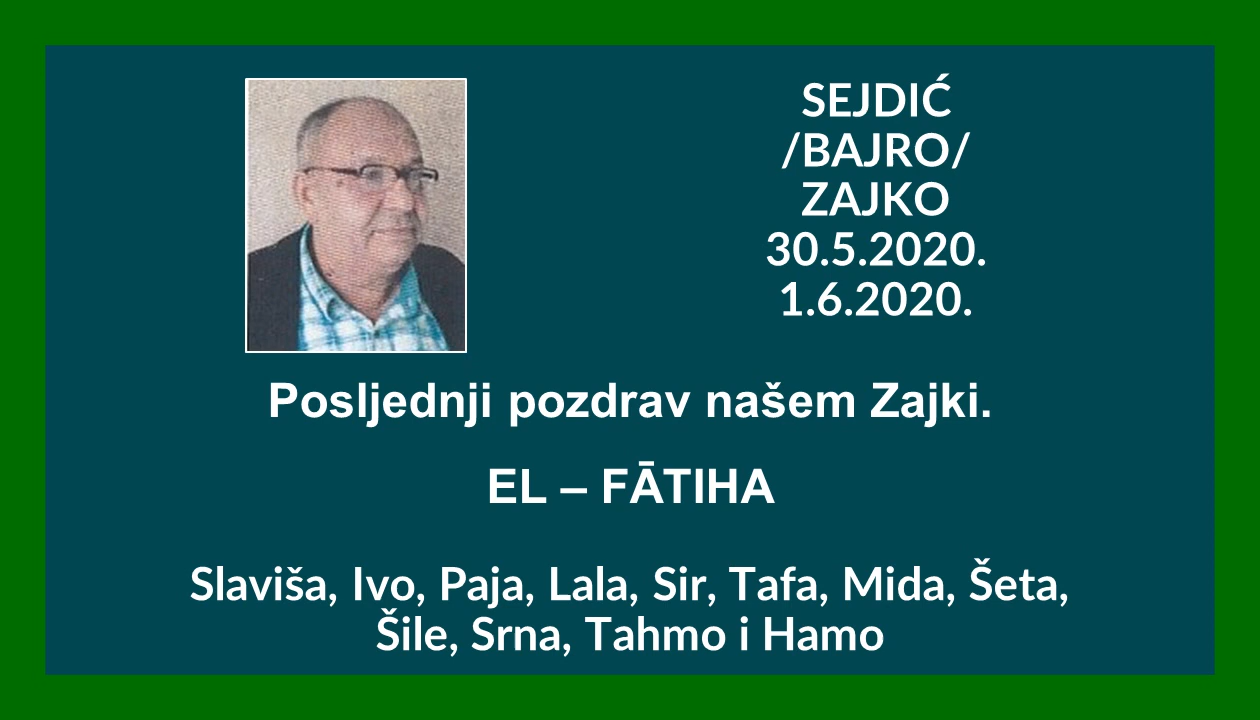 SEJDIĆ
/BAJRO/
ZAJKO
30.5.2020.
1.6.2020.
Posljednji pozdrav našem Zajki.
EL – FĀTIHA
Slaviša, Ivo, Paja, Lala, Sir, Tafa, Mida, Šeta,
Šile, Srna, Tahmo i Hamo